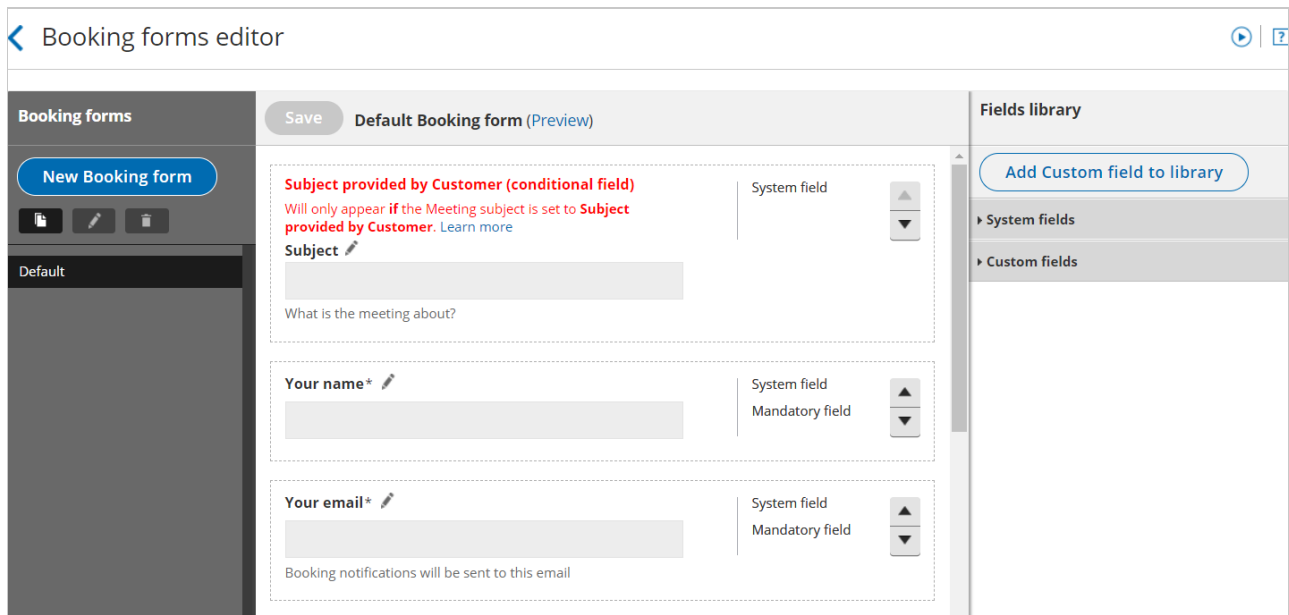 Booking forms editor
?
Booking forms
New Booking form
Default
Save
Default Booking form (Preview)
Subject provided by Customer (conditional field)
Will only appear if the Meeting subject is set to Subject
provided by Customer. Learn more
Subject
What is the meeting about?
System field
Your name*
System field
Mandatory field
Your email*
Booking notifications will be sent to this email
System field
Mandatory field
Fields library
Add Custom field to library
System fields
Custom fields